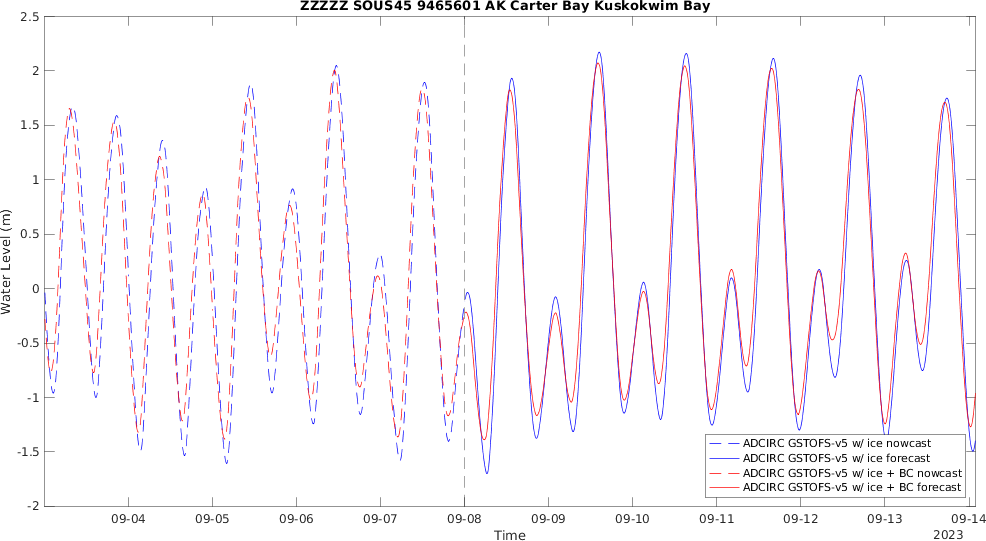 ZZZZZ SOUS45 9465601 AK Carter Bay Kuskokwim Bay
2.5
2
1.5
1
0.5
0
-0.5
-1
-1.5
-2
Water Level (m)
09-04 09-05 09-06 09-07 09-08 09-09 09-10 09-11 09-12 09-13 09-14
Time
2023
ADCIRC GSTOFS-v5 w/ ice nowcast
ADCIRC GSTOFS-v5 w/ ice forecast
ADCIRC GSTOFS-v5 w/ ice + BC nowcast
ADCIRC GSTOFS-v5 w/ ice + BC forecast